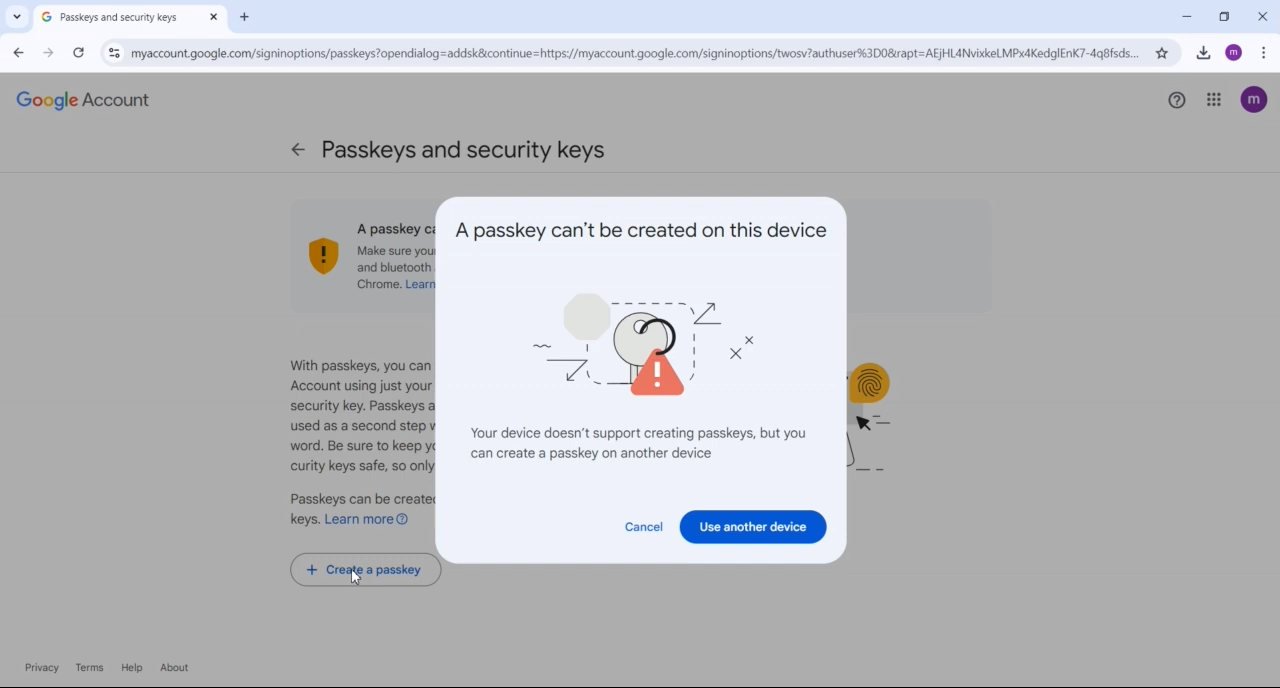 Passkeys and security keys
myaccount.google.com/signinoptions/passkeys?opendialog=addsk&continue=https://myaccount.google.com/signinoptions/twosv?authuser%3D0&rapt=AEjHL4NvixkeLMPx4KedglEnK7-4q8fsds...
m
Google Account
m
Passkeys and security keys
A passkey ca
Make sure your
and bluetooth
Chrome. Learn
A passkey can't be created on this device
Your device doesn't support creating passkeys, but you
can create a passkey on another device
Cancel
Use another device
With passkeys, you can
Account using just your
security key. Passkeys a
used as a second step w
word. Be sure to keep yo
curity keys safe, so only
Passkeys can be created
keys. Learn more
+ Create a passkey
Privacy
Terms
Help
About